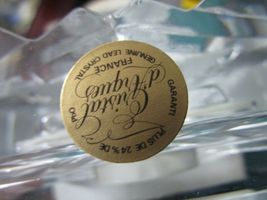 Cristal
d'Arques
FRANCE
GENUINE LEAD CRYSTAL
GARANTI PLUS DE 24% DE PbO